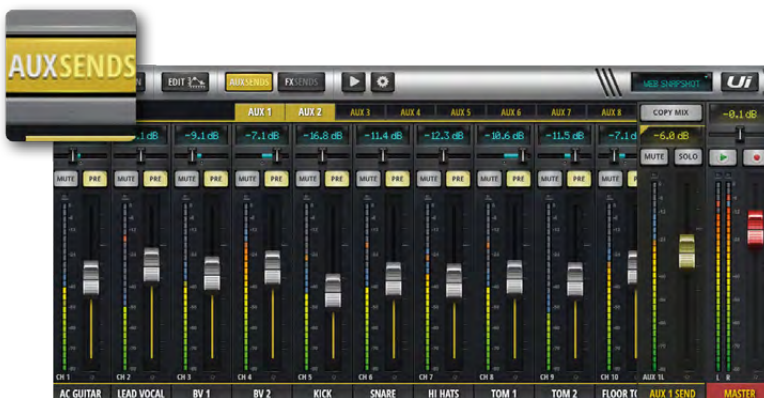 AUXSENDS
EDIT AUXSENDS FXSENDS WEB SNAPSHOT Ui
AUX 1 AUX 2 AUX 3 AUX 4 AUX 5 AUX 6 AUX 7 AUX 8 COPY MIX -0.1 dB
.1 dB -9.1 dB -7.1 dB -16.8 dB -11.4 dB -12.3 dB -10.6 dB -11.5 dB -7.1 d -6.0 dB
MUTE PRE MUTE PRE MUTE PRE MUTE PRE MUTE PRE MUTE PRE MUTE PRE MUTE PRE MUTE PRE MUTE MUTE SOLO
CH 1 CH 2 CH 3 CH 4 CH 5 CH 6 CH 7 CH 8 CH 9 CH 10 AUX 1L L R
AC GUITAR LEAD VOCAL BV 1 BV 2 KICK SNARE HI HATS TOM 1 TOM 2 FLOOR TO AUX 1 SEND MASTER